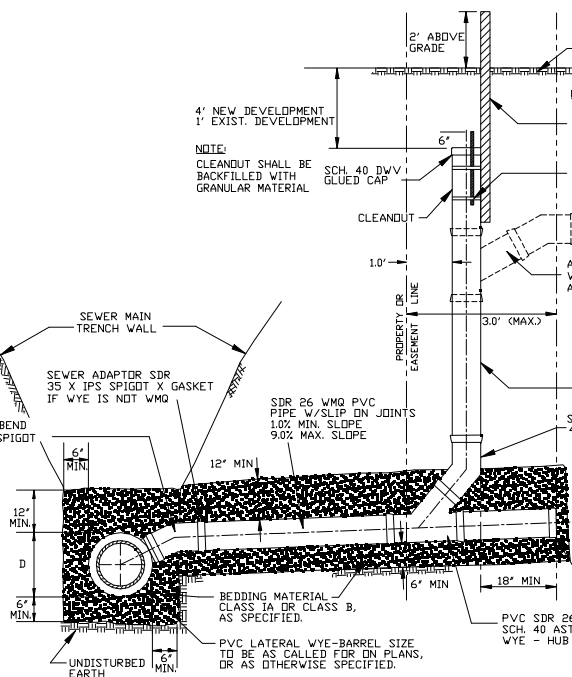 2' ABOVE
GRADE
4' NEW DEVELOPMENT
1' EXIST. DEVELOPMENT
6"
NOTE:
CLEANOUT SHALL BE
BACKFILLED WITH
GRANULAR MATERIAL
SCH. 40 DWV
GLUED CAP
CLEANOUT
1.0'
PROPERTY OR
EASEMENT LINE
3.0' (MAX.)
SEWER MAIN
TRENCH WALL
SEWER ADAPTOR SDR
35 X IPS SPIGOT X GASKET
IF WYE IS NOT WMQ
BEND
SPIGOT
SDR 26 WMQ PVC
PIPE W/SLIP ON JOINTS
1.0% MIN. SLOPE
9.0% MAX. SLOPE
6"
MIN.
12" MIN
12"
MIN.
D
6"
MIN.
BEDDING MATERIAL
CLASS IA OR CLASS B,
AS SPECIFIED.
6" MIN
18" MIN
PVC SDR 26
SCH. 40 AST
WYE - HUB
PVC LATERAL WYE-BARREL SIZE
TO BE AS CALLED FOR ON PLANS,
OR AS OTHERWISE SPECIFIED.
6"
MIN.
UNDISTURBED
EARTH